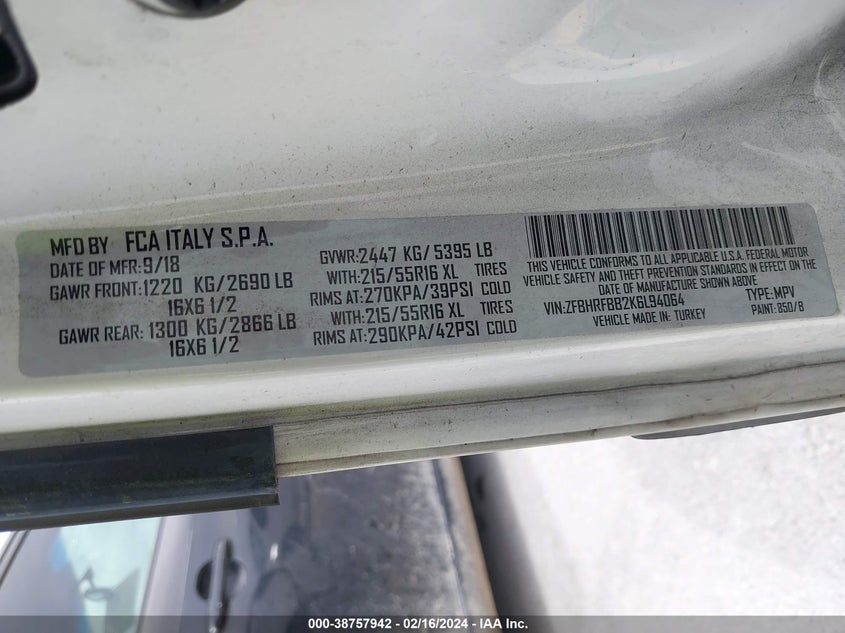 MFD BY FCA ITALY S.P.A.
DATE OF MFR:9/18
GAWR FRONT:1220 KG/2690 LB
16X6 1/2
GAWR REAR: 1300 KG/2866 LB
16X6 1/2
GVWR:2447 KG/ 5395 LB
WITH:215/55R16 XL TIRES
RIMS AT:270KPA/39PSI COLD
WITH:215/55R16 XL TIRES
RIMS AT:290KPA/42PSI COLD
THIS VEHICLE CONFORMS TO ALL APPLICABLE U.S.A. FEDERAL MOTOR
VEHICLE SAFETY AND THEFT PREVENTION STANDARDS IN EFFECT ON THE
DATE OF MANUFACTURE SHOWN ABOVE
VIN:ZFBHRFBB2K6L94064 TYPE: MPV
VEHICLE MADE IN: TURKEY PAINT: 850/B
000-38757942 - 02/16/2024 - IAA Inc.